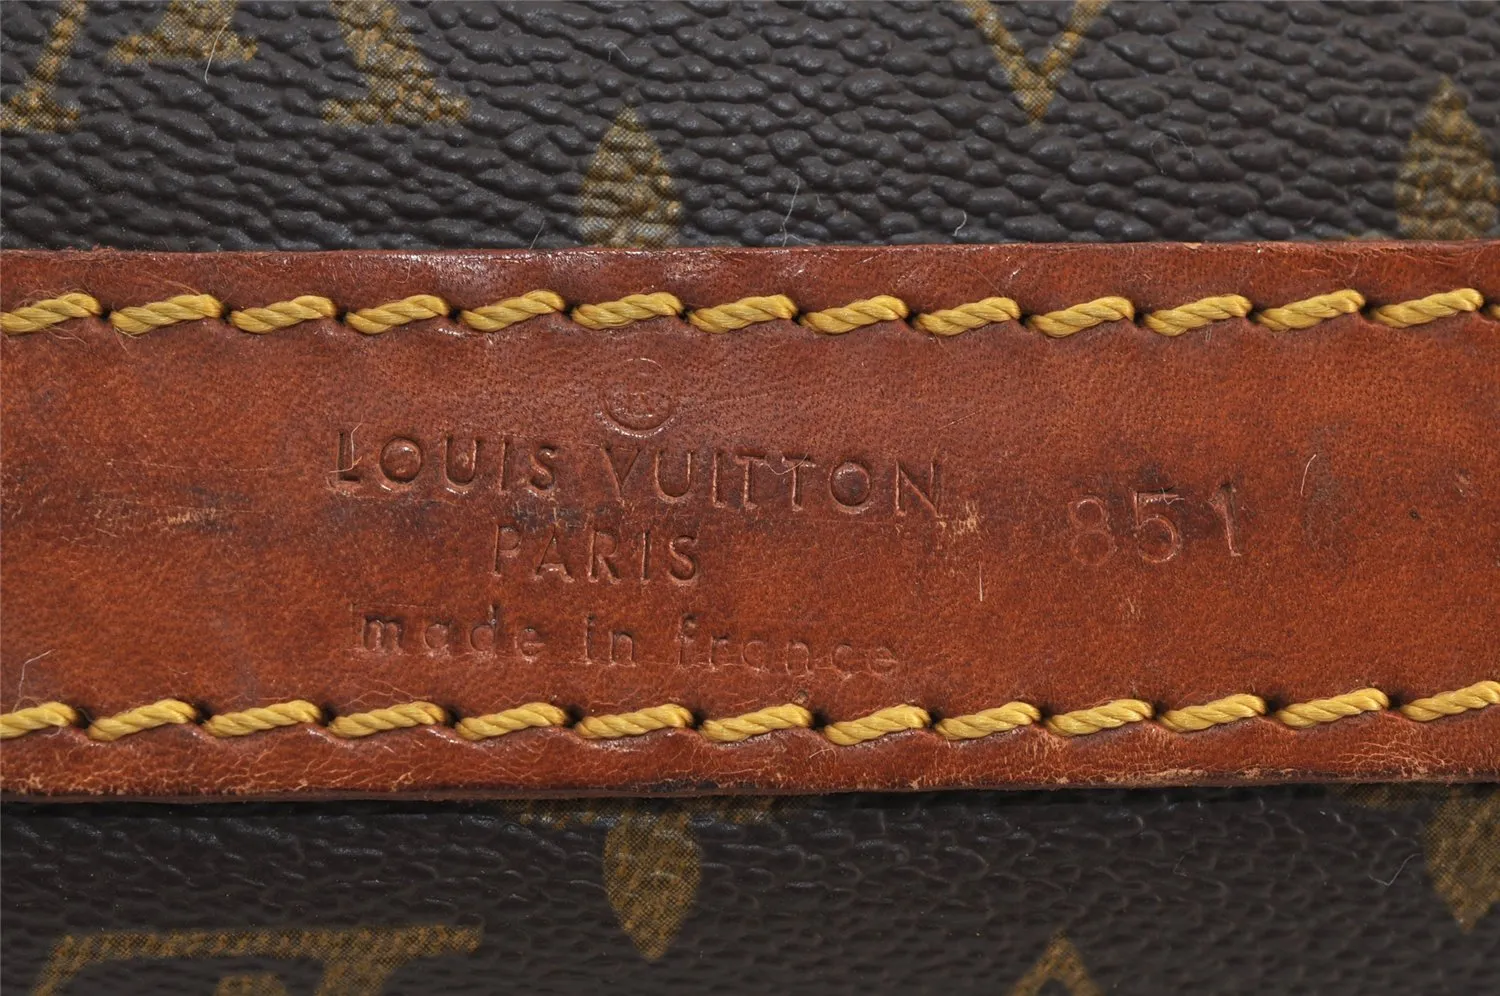 LOUIS VUITTON
PARIS
made in france
851